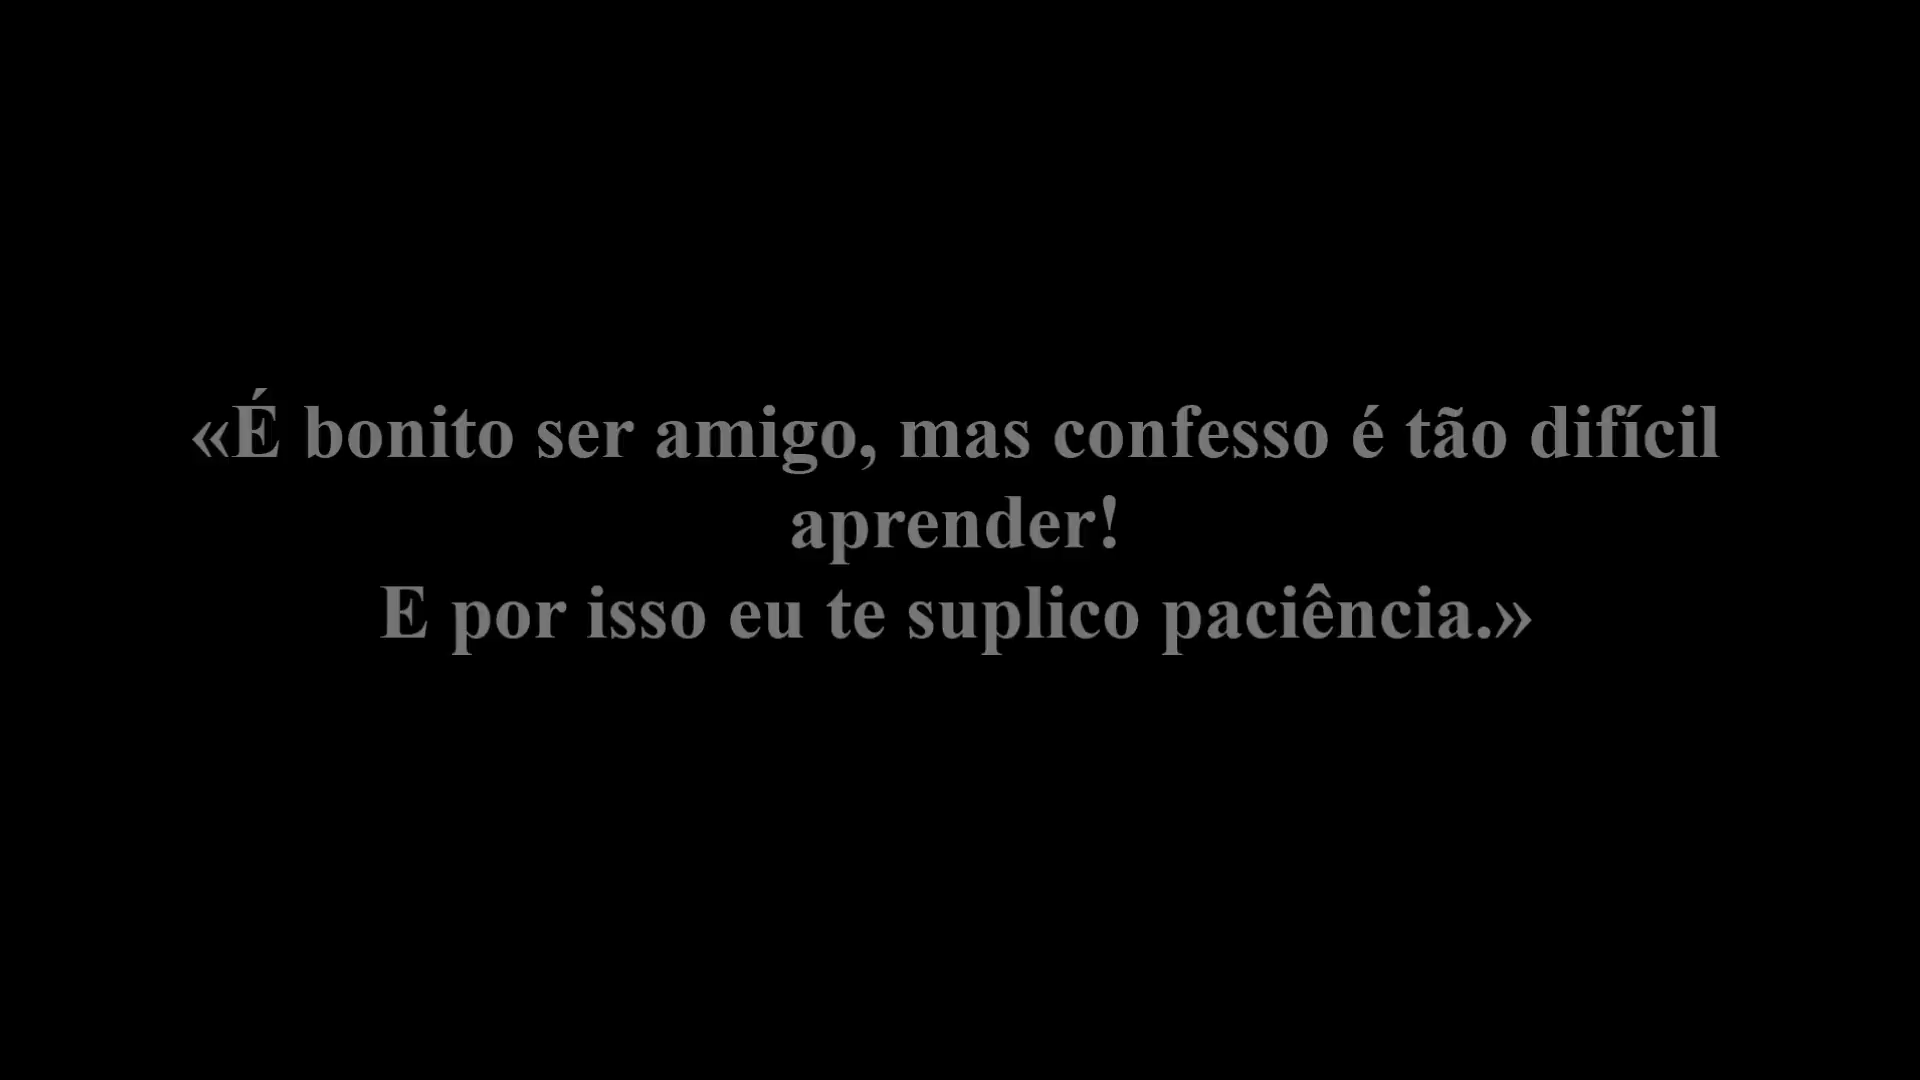 «É bonito ser amigo, mas confesso é tão difícil
aprender!
E por isso eu te suplico paciência.»